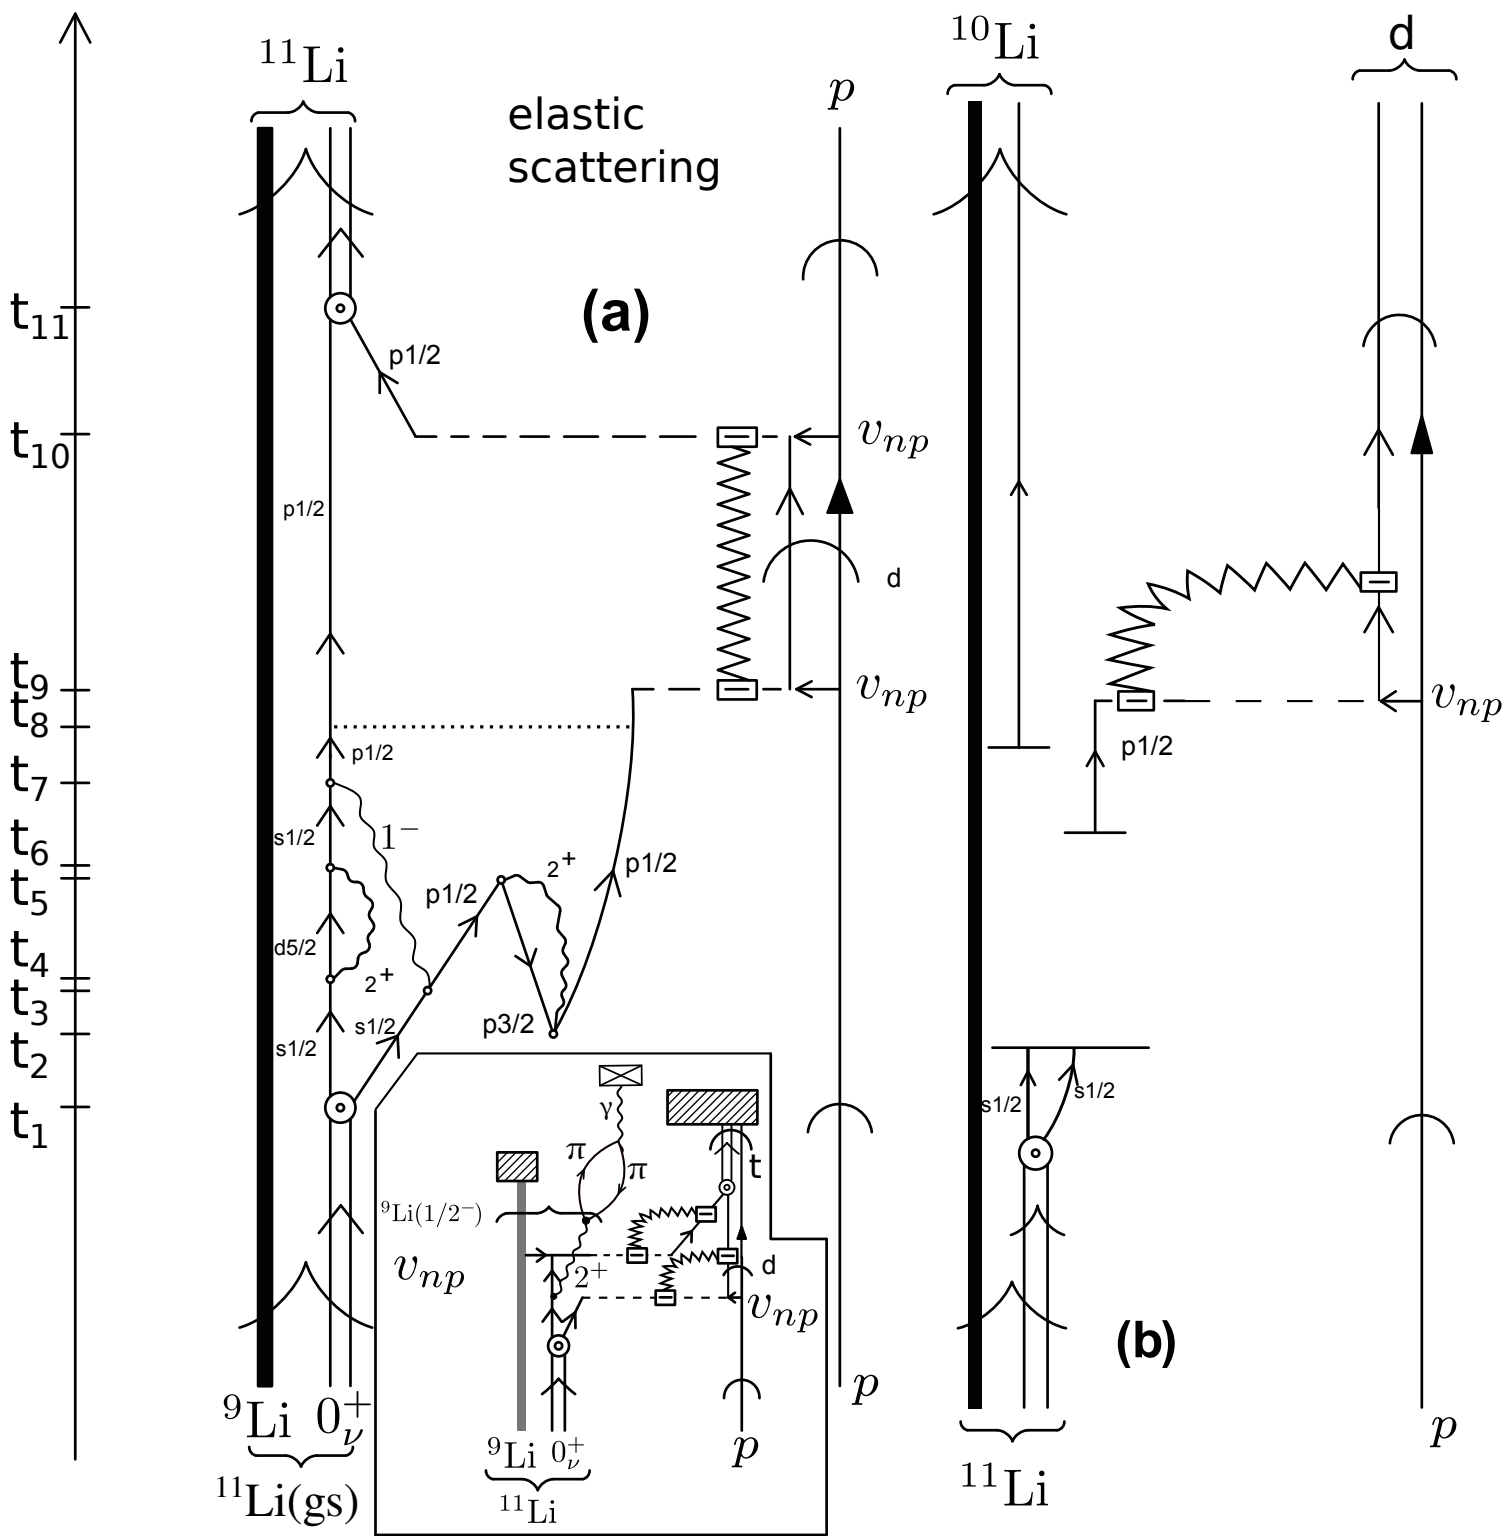 ¹¹Li
elastic
scattering
p
¹⁰Li
d
t₁₁
(a)
p1/2
t₁₀
v_np
p1/2
d
t₉
v_np
v_np
t₈
p1/2
p1/2
t₇
s1/2
1⁻
t₆
2⁺
p1/2
p1/2
t₅
d5/2
t₄
2⁺
t₃
s1/2
p3/2
s1/2
t₂
γ
s1/2
s1/2
t₁
π
π
t
⁹Li(1/2⁻)
v_np
2⁺
d
v_np
(b)
⁹Li 0⁺_ν
p
p
⁹Li 0⁺_ν
p
¹¹Li(gs)
¹¹Li
¹¹Li